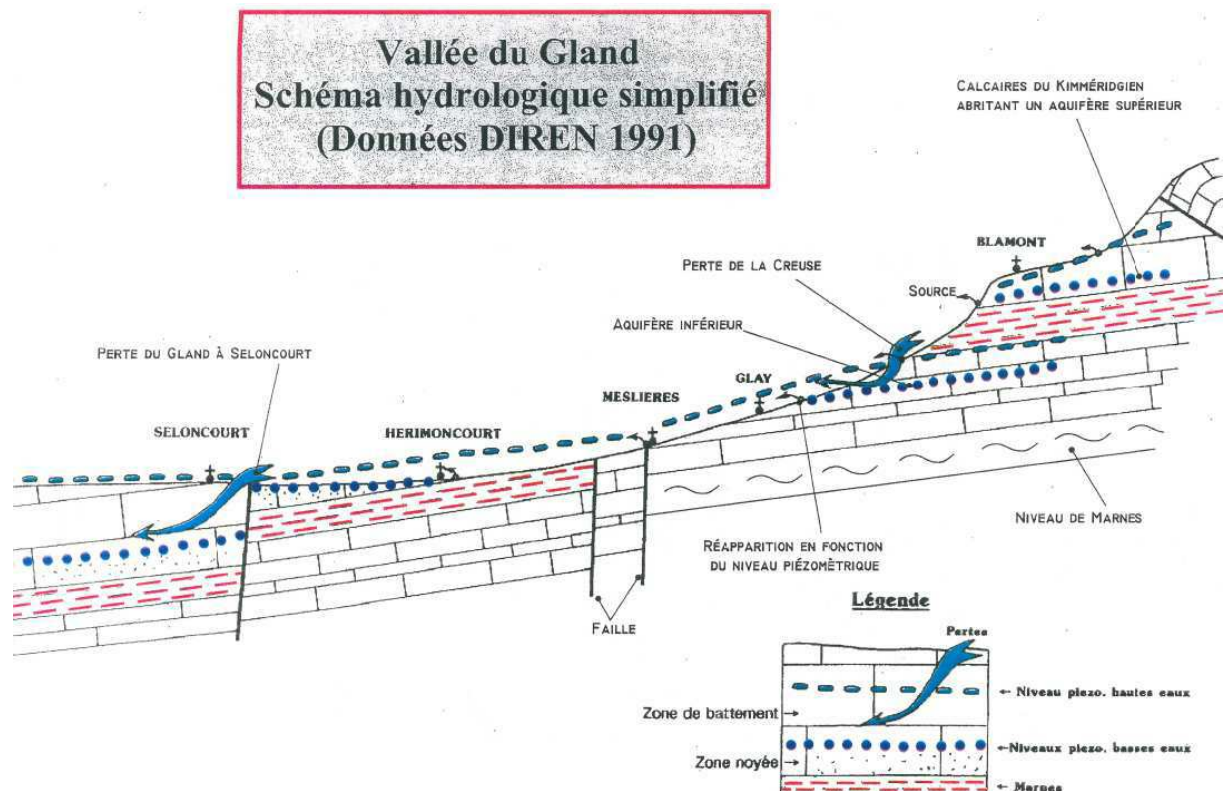 Vallée du Gland
Schéma hydrologique simplifié
(Données DIREN 1991)
CALCAIRES DU KIMMÉRIDGIEN
ABRITANT UN AQUIFÈRE SUPÉRIEUR
BLAMONT
PERTE DE LA CREUSE
SOURCE
AQUIFÈRE INFÉRIEUR
PERTE DU GLAND À SELONCOURT
GLAY
MESLIERES
SELONCOURT
HERIMONCOURT
NIVEAU DE MARNES
RÉAPPARITION EN FONCTION
DU NIVEAU PIÉZOMÈTRIQUE
FAILLE
Légende
Pertes
Niveau piezo. hautes eaux
Zone de battement
Niveaux piezo. basses eaux
Zone noyée
Marnes